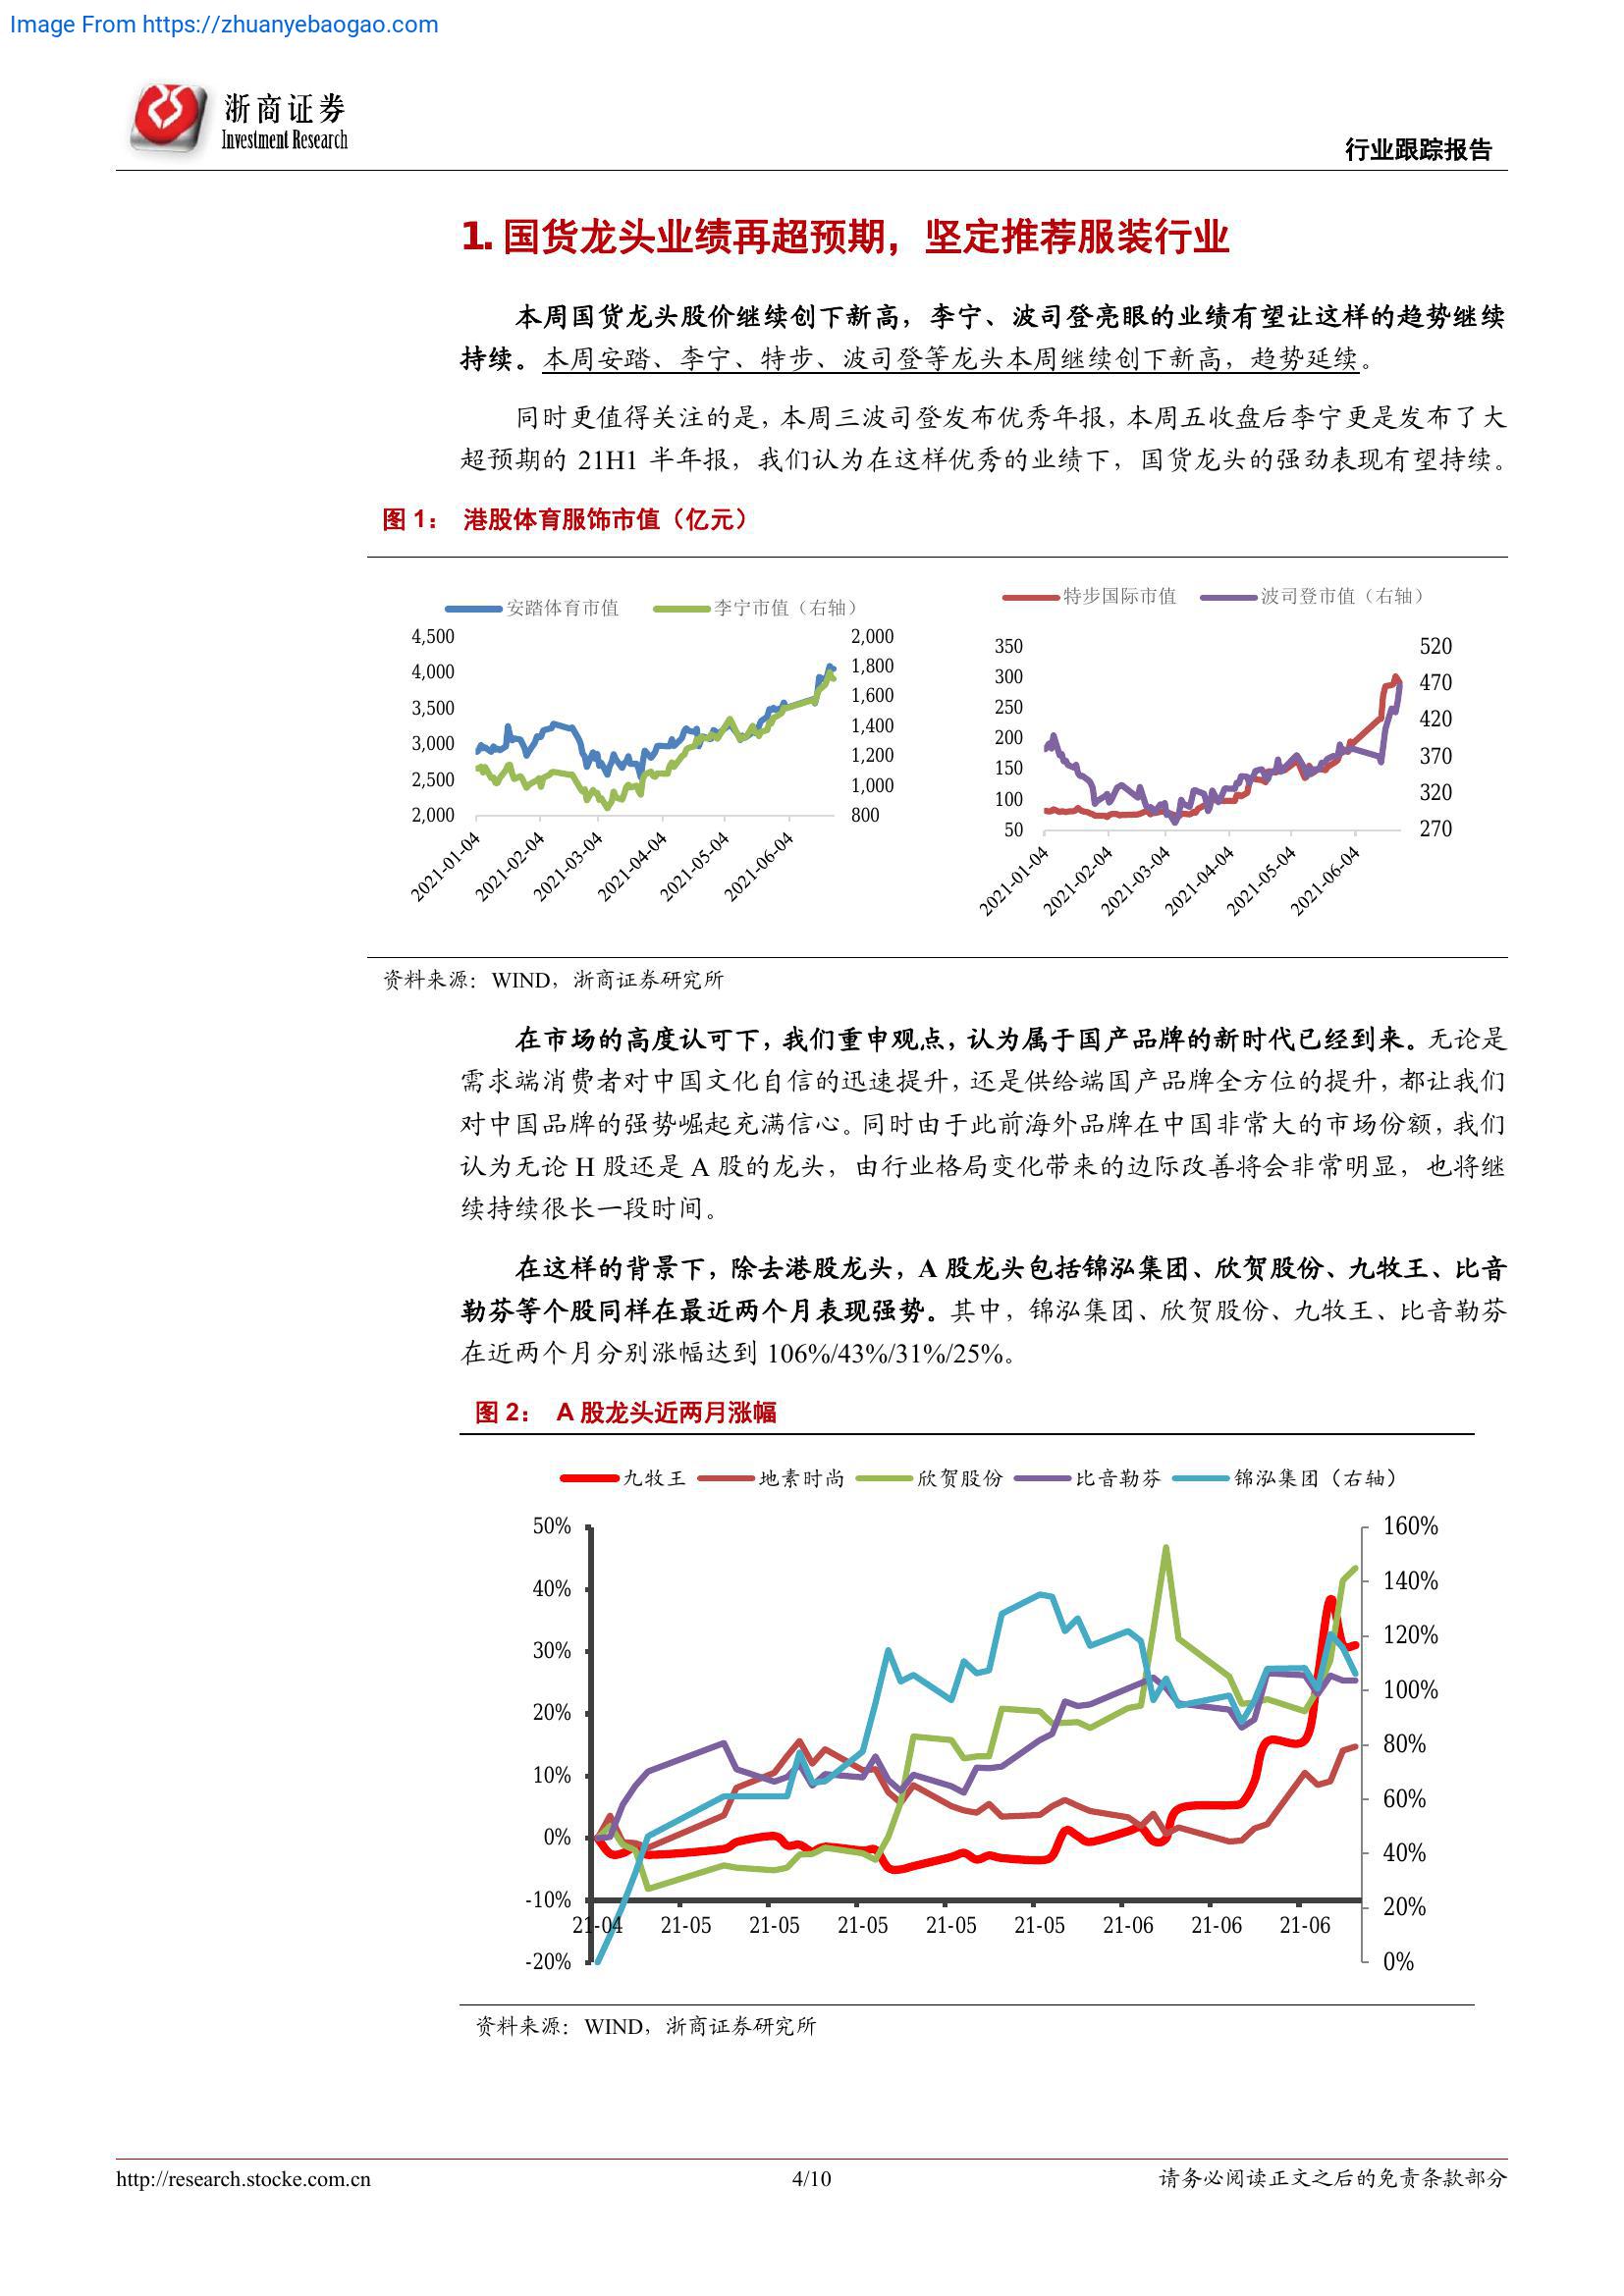 Image From https://zhuanyebaogao.com
浙商证券
Investment Research
行业跟踪报告
1. 国货龙头业绩再超预期，坚定推荐服装行业
本周国货龙头股价继续创下新高，李宁、波司登亮眼的业绩有望让这样的趋势继续
持续。本周安踏、李宁、特步、波司登等龙头本周继续创下新高，趋势延续。
同时更值得关注的是，本周三波司登发布优秀年报，本周五收盘后李宁更是发布了大
超预期的 21H1 半年报，我们认为在这样优秀的业绩下，国货龙头的强劲表现有望持续。
图 1： 港股体育服饰市值（亿元）
安踏体育市值 李宁市值（右轴）
4,500
4,000
3,500
3,000
2,500
2,000
2,000
1,800
1,600
1,400
1,200
1,000
800
2021-01-04
2021-02-04
2021-03-04
2021-04-04
2021-05-04
2021-06-04
特步国际市值 波司登市值（右轴）
350
300
250
200
150
100
50
520
470
420
370
320
270
2021-01-04
2021-02-04
2021-03-04
2021-04-04
2021-05-04
2021-06-04
资料来源：WIND，浙商证券研究所
在市场的高度认可下，我们重申观点，认为属于国产品牌的新时代已经到来。无论是
需求端消费者对中国文化自信的迅速提升，还是供给端国产品牌全方位的提升，都让我们
对中国品牌的强势崛起充满信心。同时由于此前海外品牌在中国非常大的市场份额，我们
认为无论 H 股还是 A 股的龙头，由行业格局变化带来的边际改善将会非常明显，也将继
续持续很长一段时间。
在这样的背景下，除去港股龙头，A 股龙头包括锦泓集团、欣贺股份、九牧王、比音
勒芬等个股同样在最近两个月表现强势。其中，锦泓集团、欣贺股份、九牧王、比音勒芬
在近两个月分别涨幅达到 106%/43%/31%/25%。
图 2： A 股龙头近两月涨幅
九牧王 地素时尚 欣贺股份 比音勒芬 锦泓集团（右轴）
50%
40%
30%
20%
10%
0%
-10%
-20%
160%
140%
120%
100%
80%
60%
40%
20%
0%
21-04 21-05 21-05 21-05 21-05 21-05 21-06 21-06 21-06
资料来源：WIND，浙商证券研究所
http://research.stocke.com.cn 4/10 请务必阅读正文之后的免责条款部分